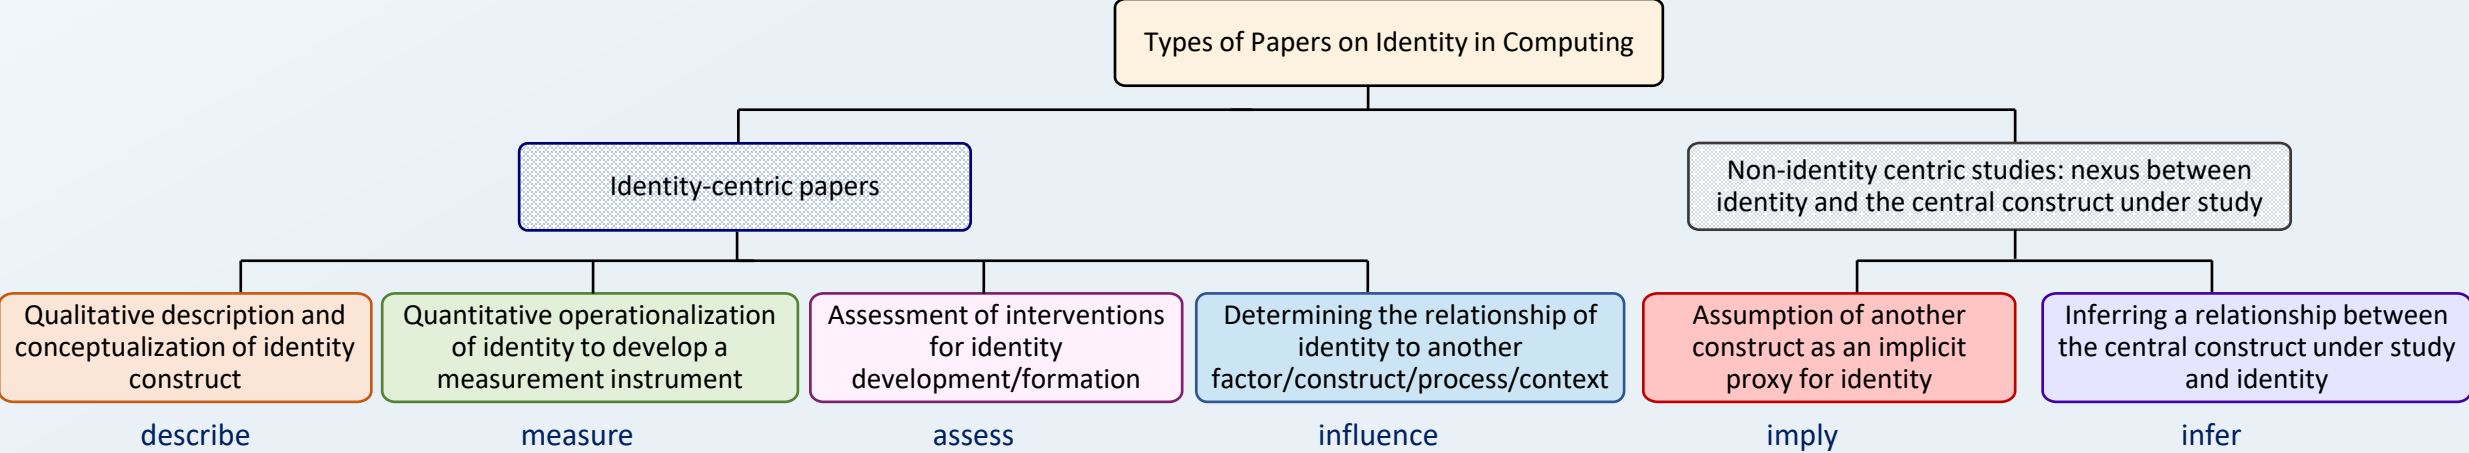 Types of Papers on Identity in Computing
Identity-centric papers
Non-identity centric studies: nexus between
identity and the central construct under study
Qualitative description and
conceptualization of identity
construct
Quantitative operationalization
of identity to develop a
measurement instrument
Assessment of interventions
for identity
development/formation
Determining the relationship of
identity to another
factor/construct/process/context
Assumption of another
construct as an implicit
proxy for identity
Inferring a relationship between
the central construct under study
and identity
describe
measure
assess
influence
imply
infer